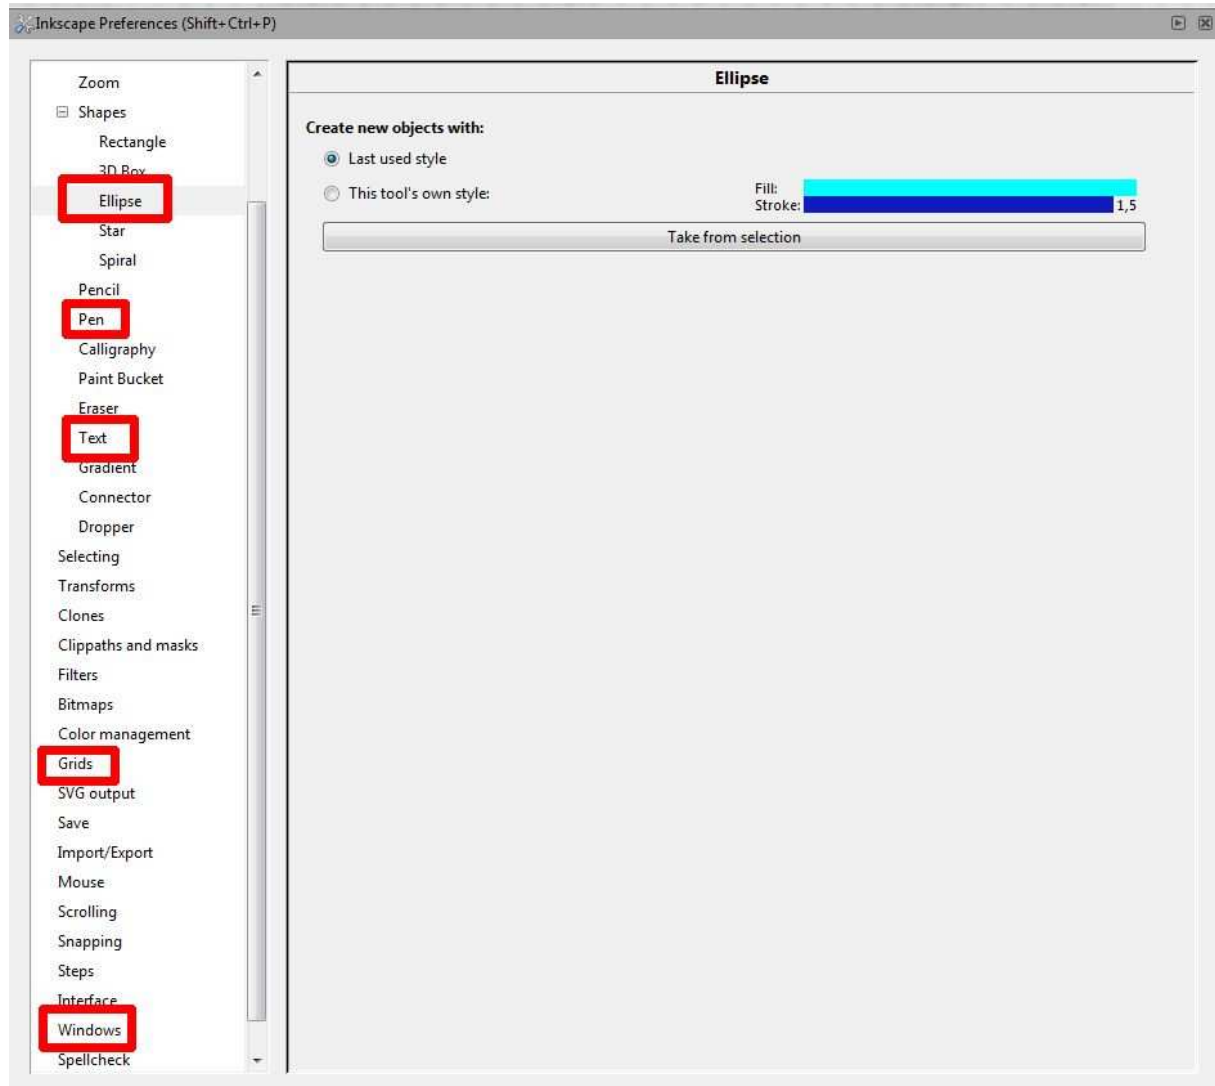 Inkscape Preferences (Shift+Ctrl+P)
Zoom
Shapes
Rectangle
3D Box
Ellipse
Star
Spiral
Pencil
Pen
Calligraphy
Paint Bucket
Eraser
Text
Gradient
Connector
Dropper
Selecting
Transforms
Clones
Clippaths and masks
Filters
Bitmaps
Color management
Grids
SVG output
Save
Import/Export
Mouse
Scrolling
Snapping
Steps
Interface
Windows
Spellcheck
Ellipse
Create new objects with:
Last used style
This tool's own style:
Fill:
Stroke: 1,5
Take from selection